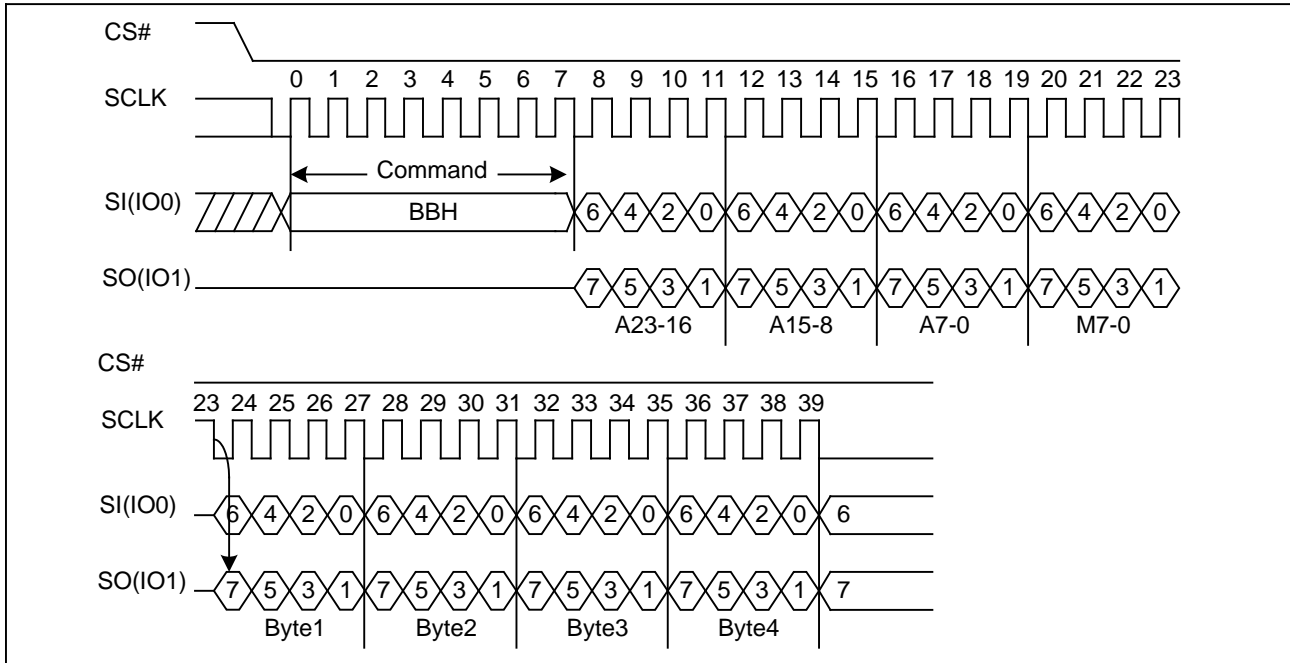 CS#
0 1 2 3 4 5 6 7 8 9 10 11 12 13 14 15 16 17 18 19 20 21 22 23
SCLK
Command
SI(IO0) BBH 6 4 2 0 6 4 2 0 6 4 2 0 6 4 2 0
SO(IO1) 7 5 3 1 7 5 3 1 7 5 3 1 7 5 3 1
A23-16 A15-8 A7-0 M7-0
CS#
23 24 25 26 27 28 29 30 31 32 33 34 35 36 37 38 39
SCLK
SI(IO0) 6 4 2 0 6 4 2 0 6 4 2 0 6 4 2 0 6
SO(IO1) 7 5 3 1 7 5 3 1 7 5 3 1 7 5 3 1 7
Byte1 Byte2 Byte3 Byte4